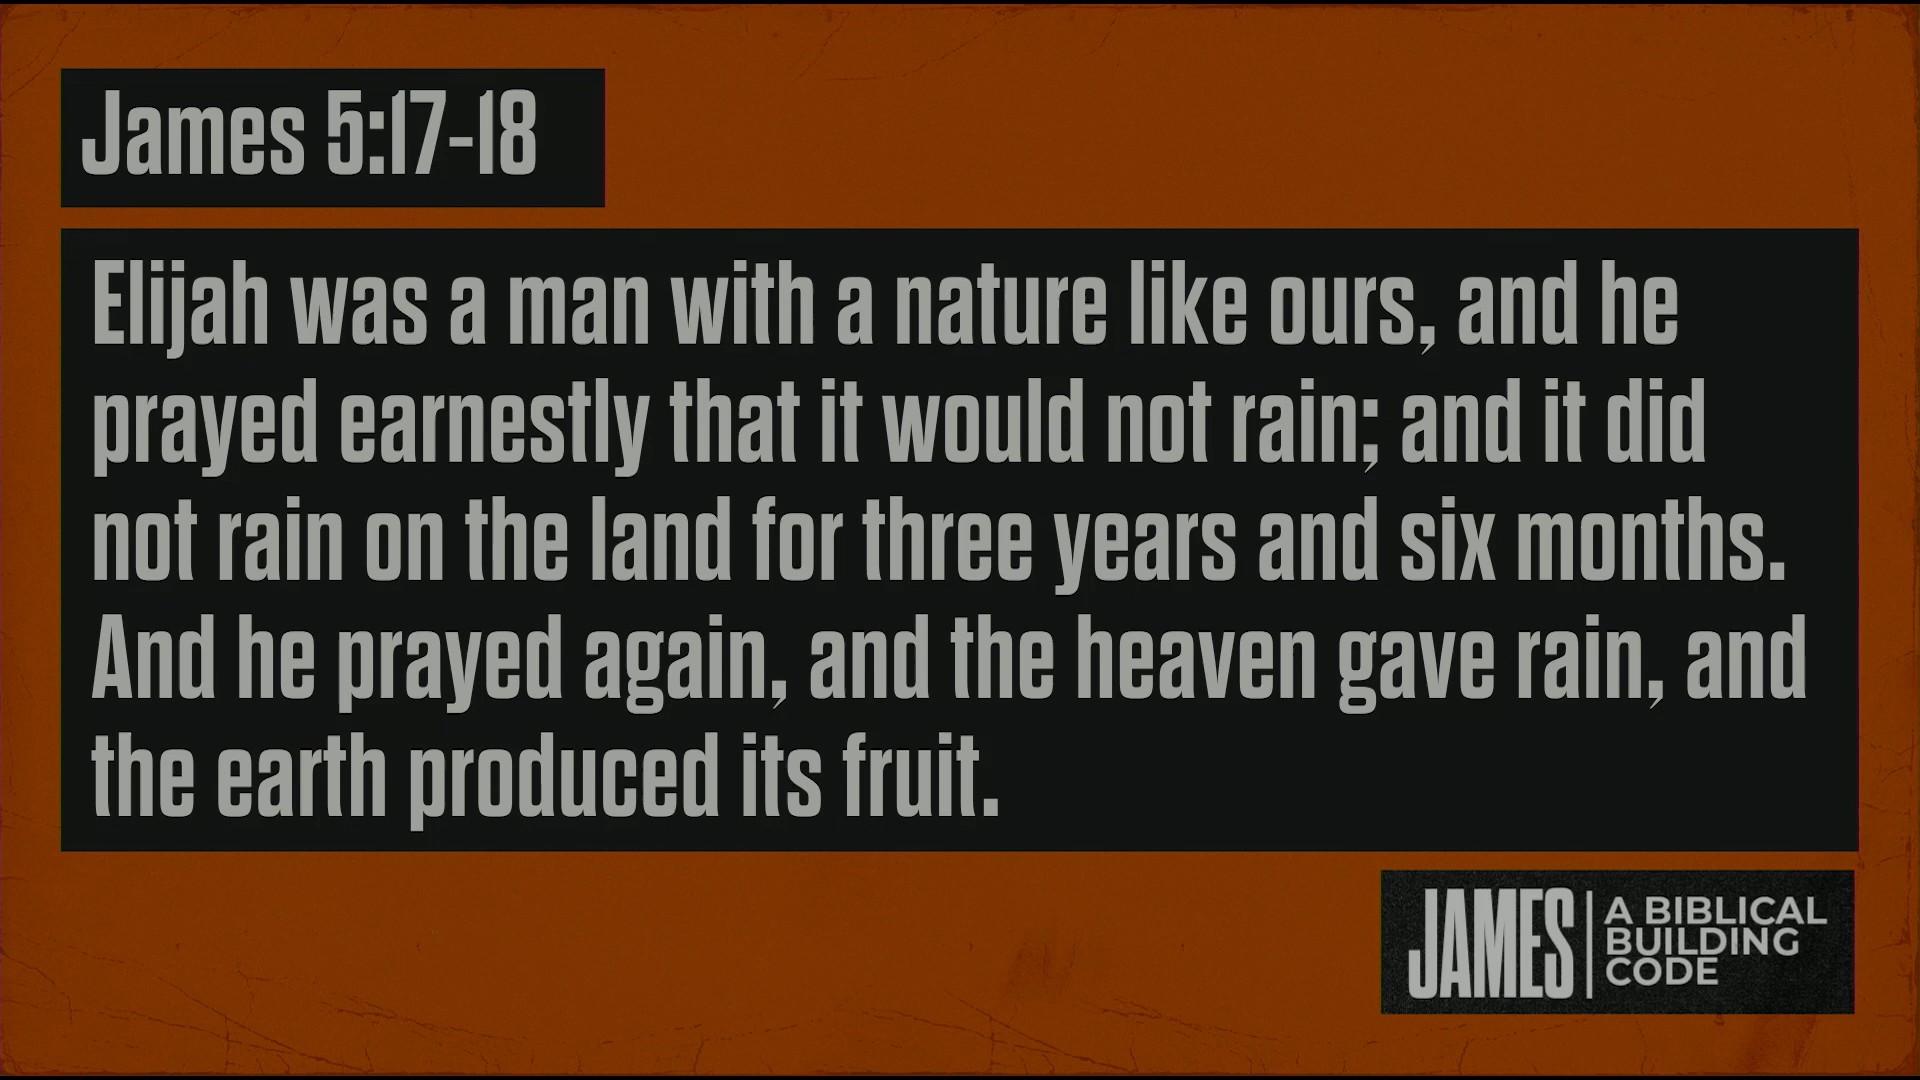 James 5:17-18
Elijah was a man with a nature like ours, and he
prayed earnestly that it would not rain; and it did
not rain on the land for three years and six months.
And he prayed again, and the heaven gave rain, and
the earth produced its fruit.
JAMES
A BIBLICAL
BUILDING
CODE